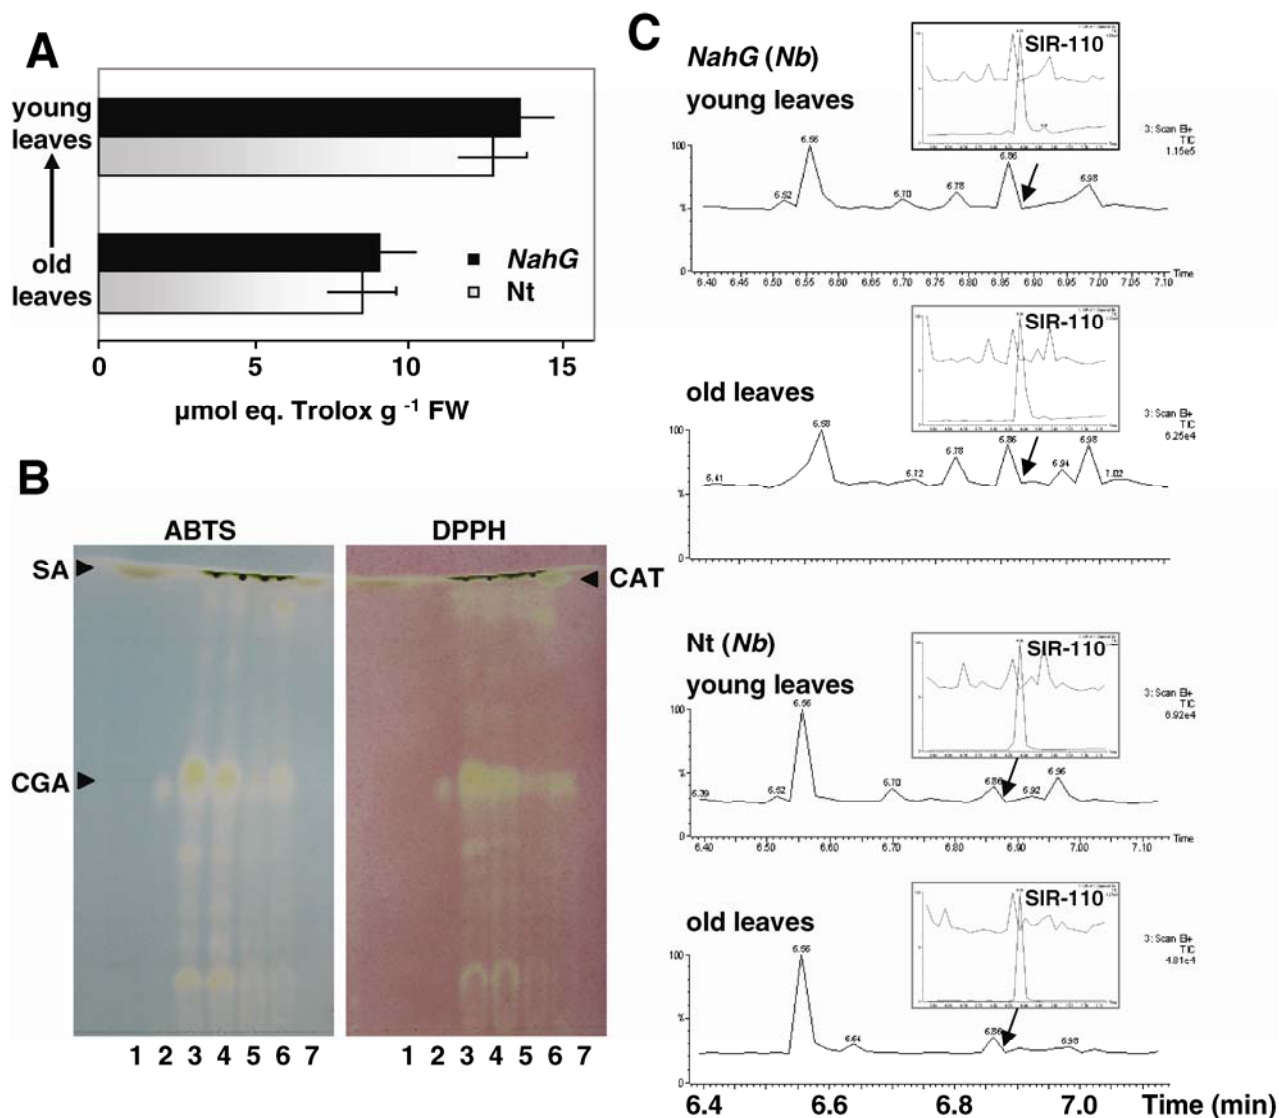 A
young
leaves
old
leaves
NahG
Nt
0 5 10 15
µmol eq. Trolox g -1 FW
B
ABTS DPPH
SA
CAT
CGA
1 2 3 4 5 6 7
1 2 3 4 5 6 7
C
NahG (Nb)
young leaves
SIR-110
3: Scan EI+
TIC
1.15e5
100
%
0
6.52 6.56 6.70 6.78 6.86 6.98
6.40 6.45 6.50 6.55 6.60 6.65 6.70 6.75 6.80 6.85 6.90 6.95 7.00 7.05 7.10
Time
old leaves
SIR-110
3: Scan EI+
TIC
6.25e4
100
%
0
6.41 6.58 6.72 6.78 6.86 6.94 6.98 7.02
Nt (Nb)
young leaves
SIR-110
3: Scan EI+
TIC
6.92e4
100
%
0
6.39 6.52 6.56 6.70 6.86 6.92 6.96
6.40 6.50 6.60 6.70 6.80 6.90 7.00 7.10
Time
old leaves
SIR-110
3: Scan EI+
TIC
4.81e4
100
%
0
6.56 6.64 6.86 6.98
6.4 6.6 6.8 7.0 Time (min)